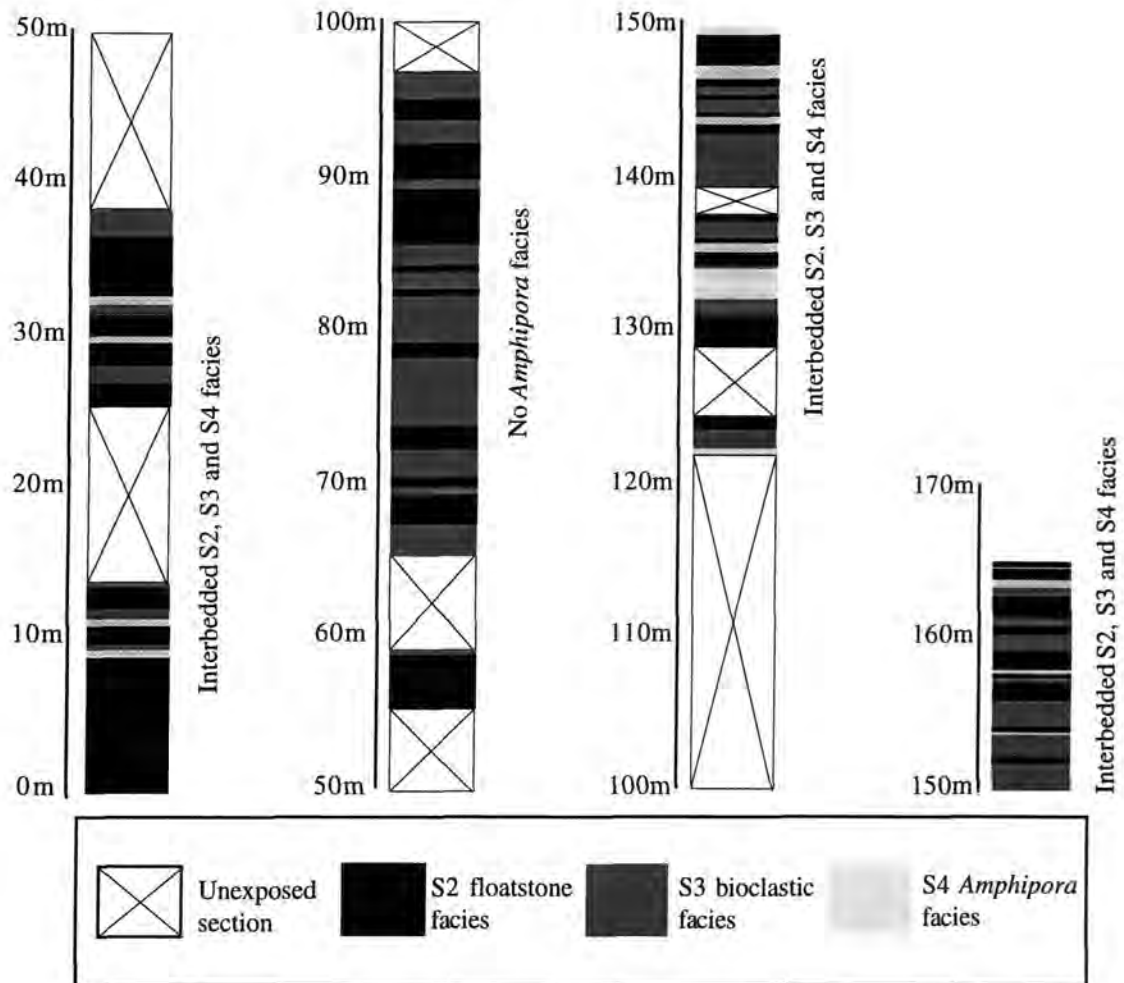 50m
40m
30m
20m
10m
0m
Interbedded S2, S3 and S4 facies
100m
90m
80m
70m
60m
50m
No Amphipora facies
150m
140m
130m
120m
110m
100m
Interbedded S2, S3 and S4 facies
170m
160m
150m
Interbedded S2, S3 and S4 facies
Unexposed
section
S2 floatstone
facies
S3 bioclastic
facies
S4 Amphipora
facies